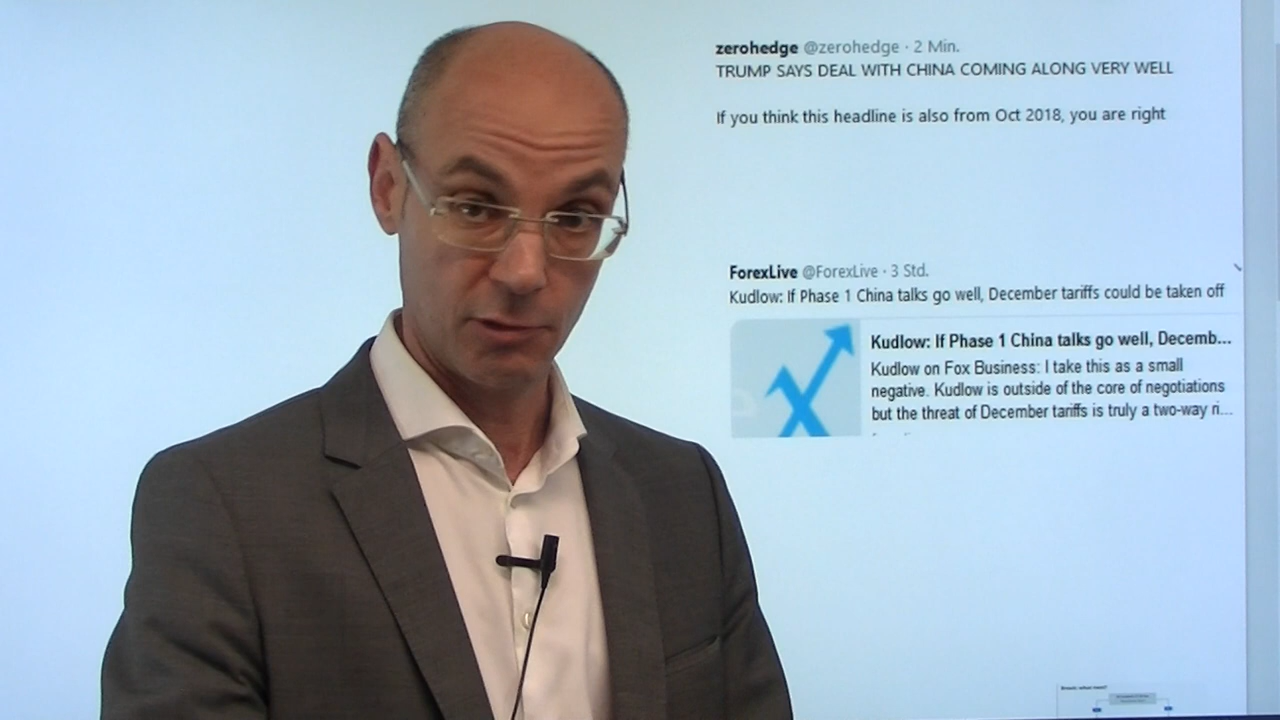 zerohedge @zerohedge · 2 Min.
TRUMP SAYS DEAL WITH CHINA COMING ALONG VERY WELL
If you think this headline is also from Oct 2018, you are right
ForexLive @ForexLive · 3 Std.
Kudlow: If Phase 1 China talks go well, December tariffs could be taken off
Kudlow: If Phase 1 China talks go well, Decemb...
Kudlow on Fox Business: I take this as a small
negative. Kudlow is outside of the core of negotiations
but the threat of December tariffs is truly a two-way ri...